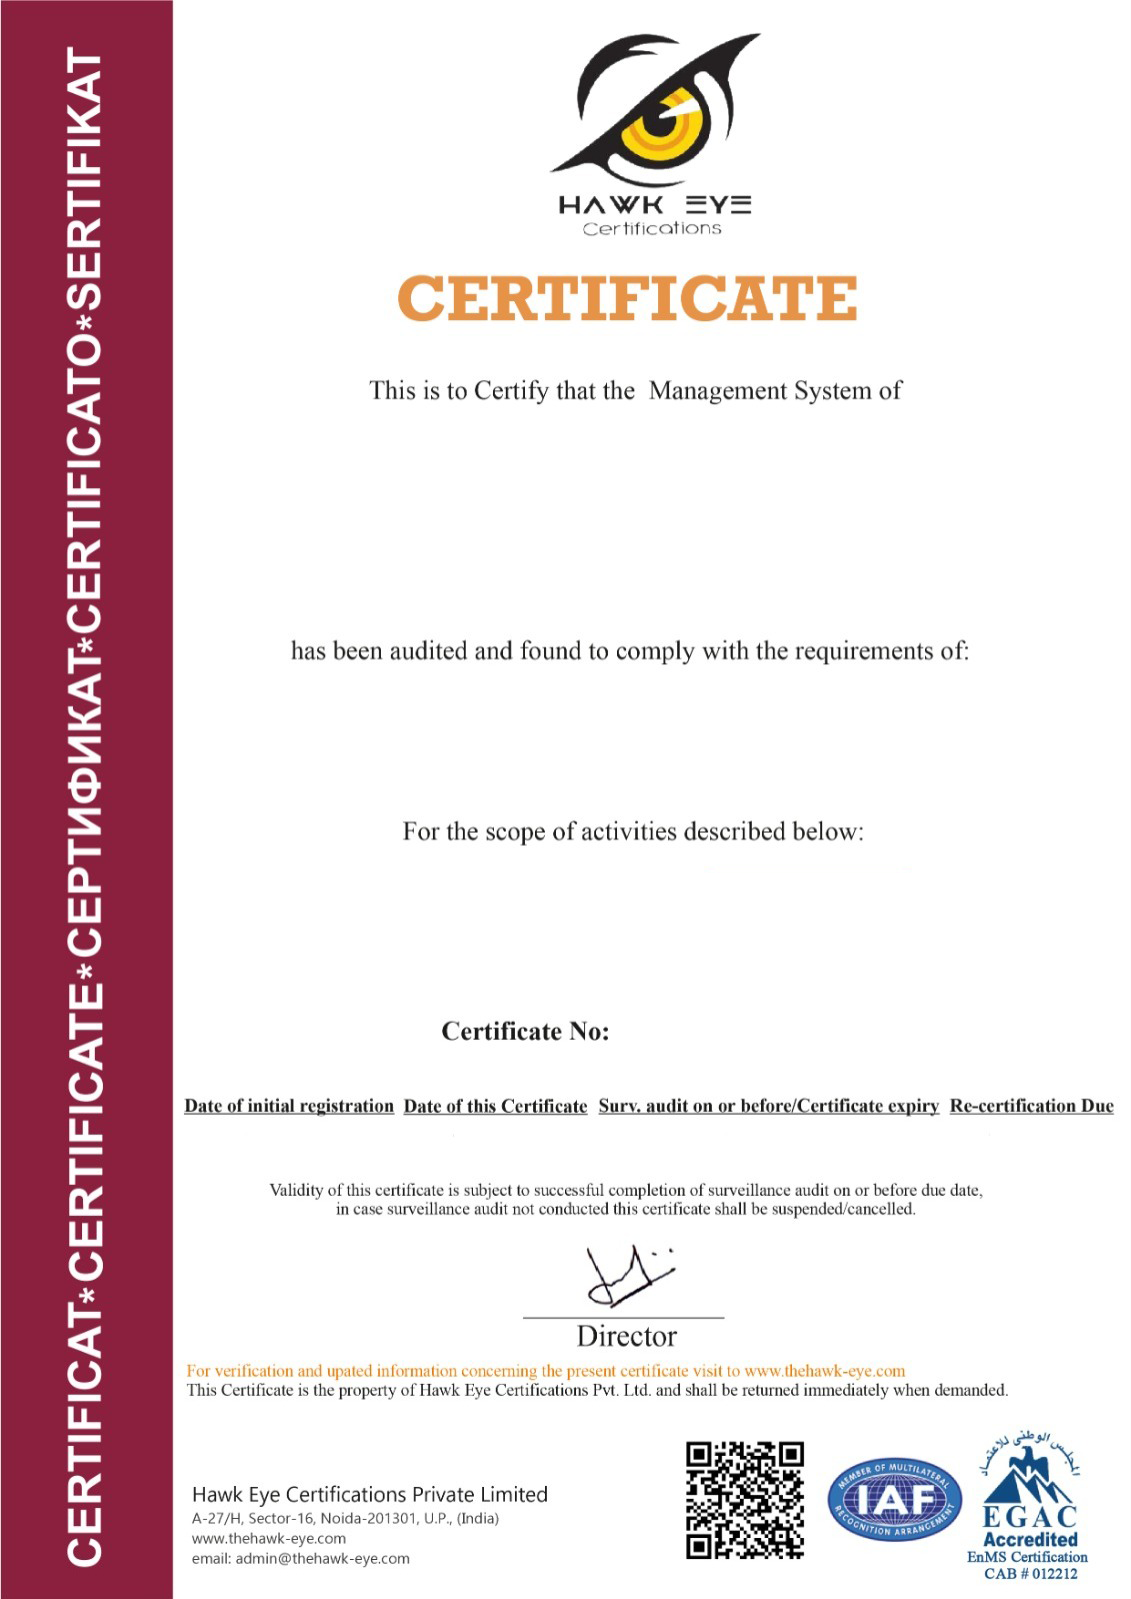 CERTIFICAT*CERTIFICATE*СЕРТИФИКАТ*CERTIFICATO*SERTIFIKAT
HAWK EYE
Certifications
CERTIFICATE
This is to Certify that the Management System of
has been audited and found to comply with the requirements of:
For the scope of activities described below:
Certificate No:
Date of initial registration Date of this Certificate Surv. audit on or before/Certificate expiry Re-certification Due
Validity of this certificate is subject to successful completion of surveillance audit on or before due date,
in case surveillance audit not conducted this certificate shall be suspended/cancelled.
Director
For verification and upated information concerning the present certificate visit to www.thehawk-eye.com
This Certificate is the property of Hawk Eye Certifications Pvt. Ltd. and shall be returned immediately when demanded.
Hawk Eye Certifications Private Limited
A-27/H, Sector-16, Noida-201301, U.P., (India)
www.thehawk-eye.com
email: admin@thehawk-eye.com
MEMBER OF MULTILATERAL
IAF
RECOGNITION ARRANGEMENT
المجلس الوطني للاعتماد
EGAC
Accredited
EnMS Certification
CAB # 012212